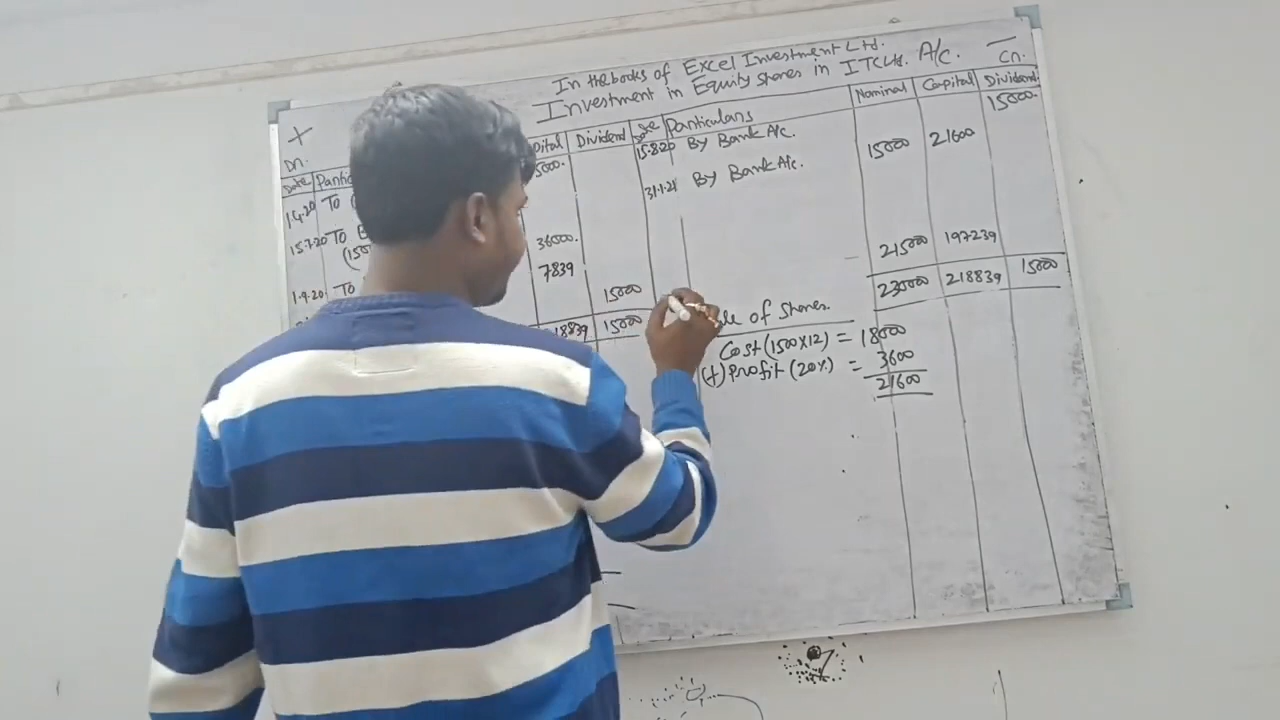 In the books of Excel Investment Ltd.
Investment in Equity Shares in ITC Ltd. A/c.
Dr. Cr.
Date Dividend Date Particulars Nominal Capital Dividend
1.4.20 To 5000. 15.8.20 By Bank A/c. 15000.
31.1.21 By Bank A/c. 15000 21600
15.7.20 To 36000.
7839 21500 197239
1.9.20 To 15000
18839 15000 23000 218839 15000
of Shares.
Cost (1500x12) = 18000
(+) Profit (20%) = 3600
21600